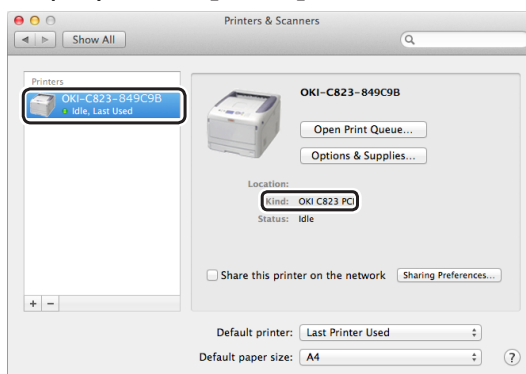 Printers & Scanners
Show All
Printers
OKI-C823-849C9B
Idle, Last Used
OKI-C823-849C9B
Open Print Queue...
Options & Supplies...
Location:
Kind: OKI C823 PCl
Status: Idle
Share this printer on the network
Sharing Preferences...
+ −
Default printer: Last Printer Used
Default paper size: A4
?